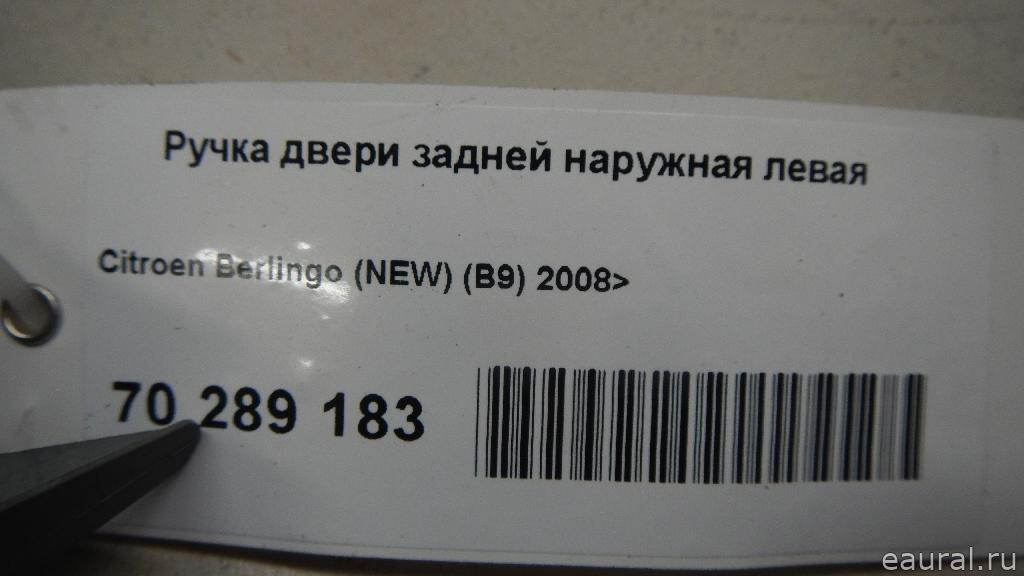 Ручка двери задней наружная левая
Citroen Berlingo (NEW) (B9) 2008>
70 289 183
eaural.ru